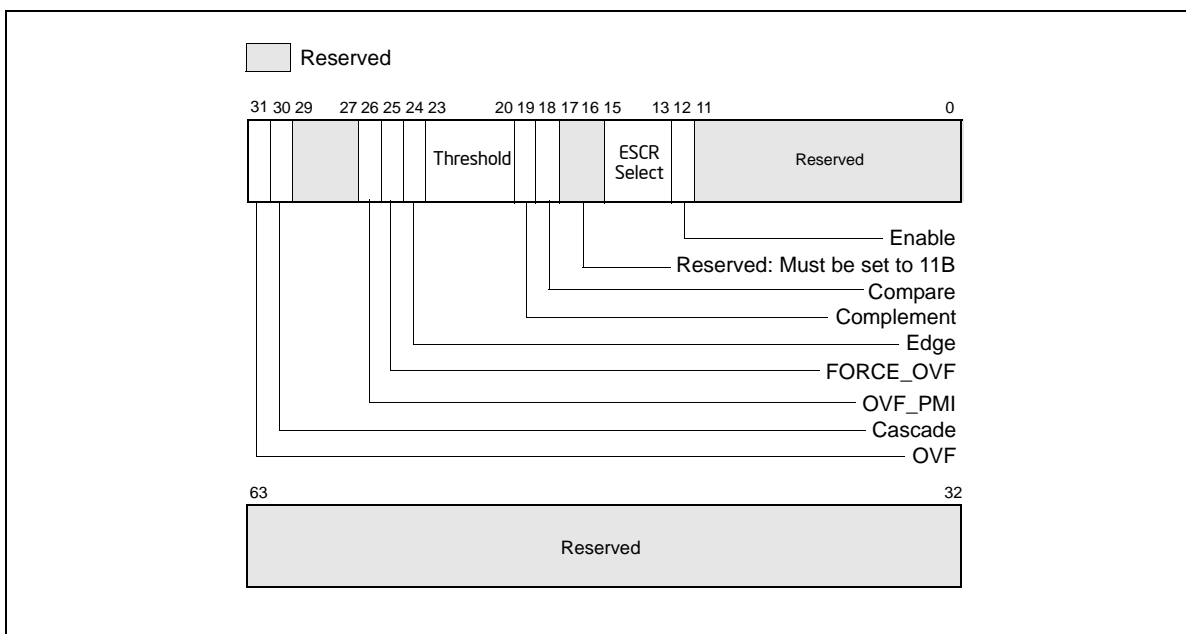 Reserved
31 30 29 27 26 25 24 23 20 19 18 17 16 15 13 12 11 0
Threshold
ESCR
Select
Reserved
Enable
Reserved: Must be set to 11B
Compare
Complement
Edge
FORCE_OVF
OVF_PMI
Cascade
OVF
63 32
Reserved